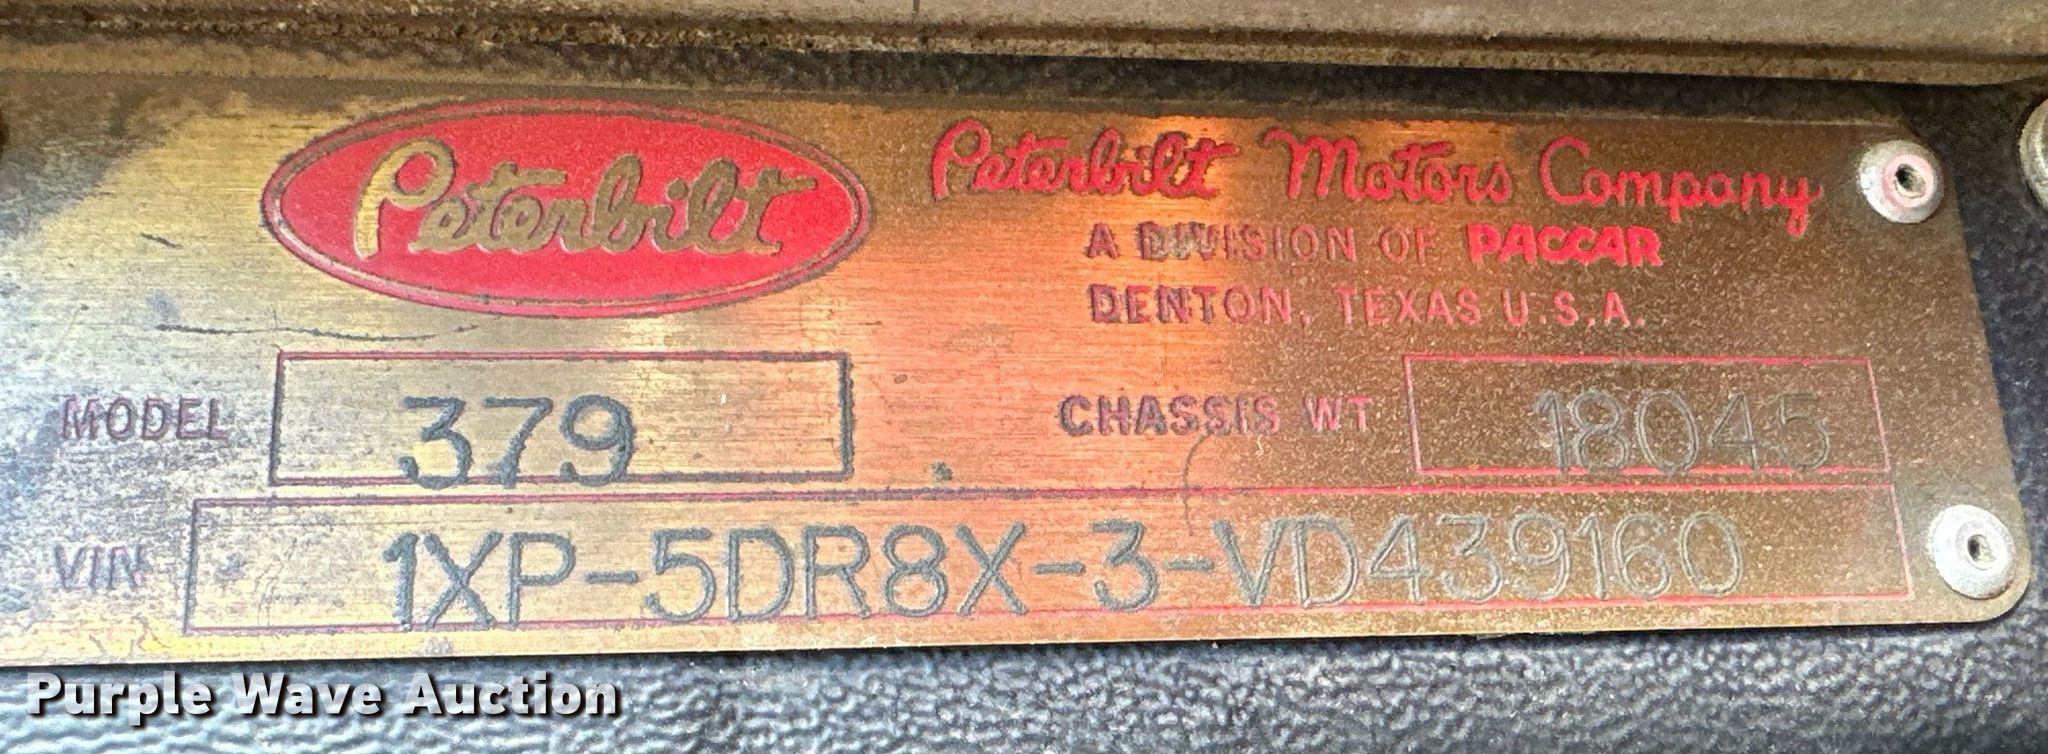 Peterbilt
Peterbilt Motors Company
A DIVISION OF PACCAR
DENTON, TEXAS U.S.A.
MODEL 379
CHASSIS WT 18045
VIN 1XP-5DR8X-3-VD439160
Purple Wave Auction